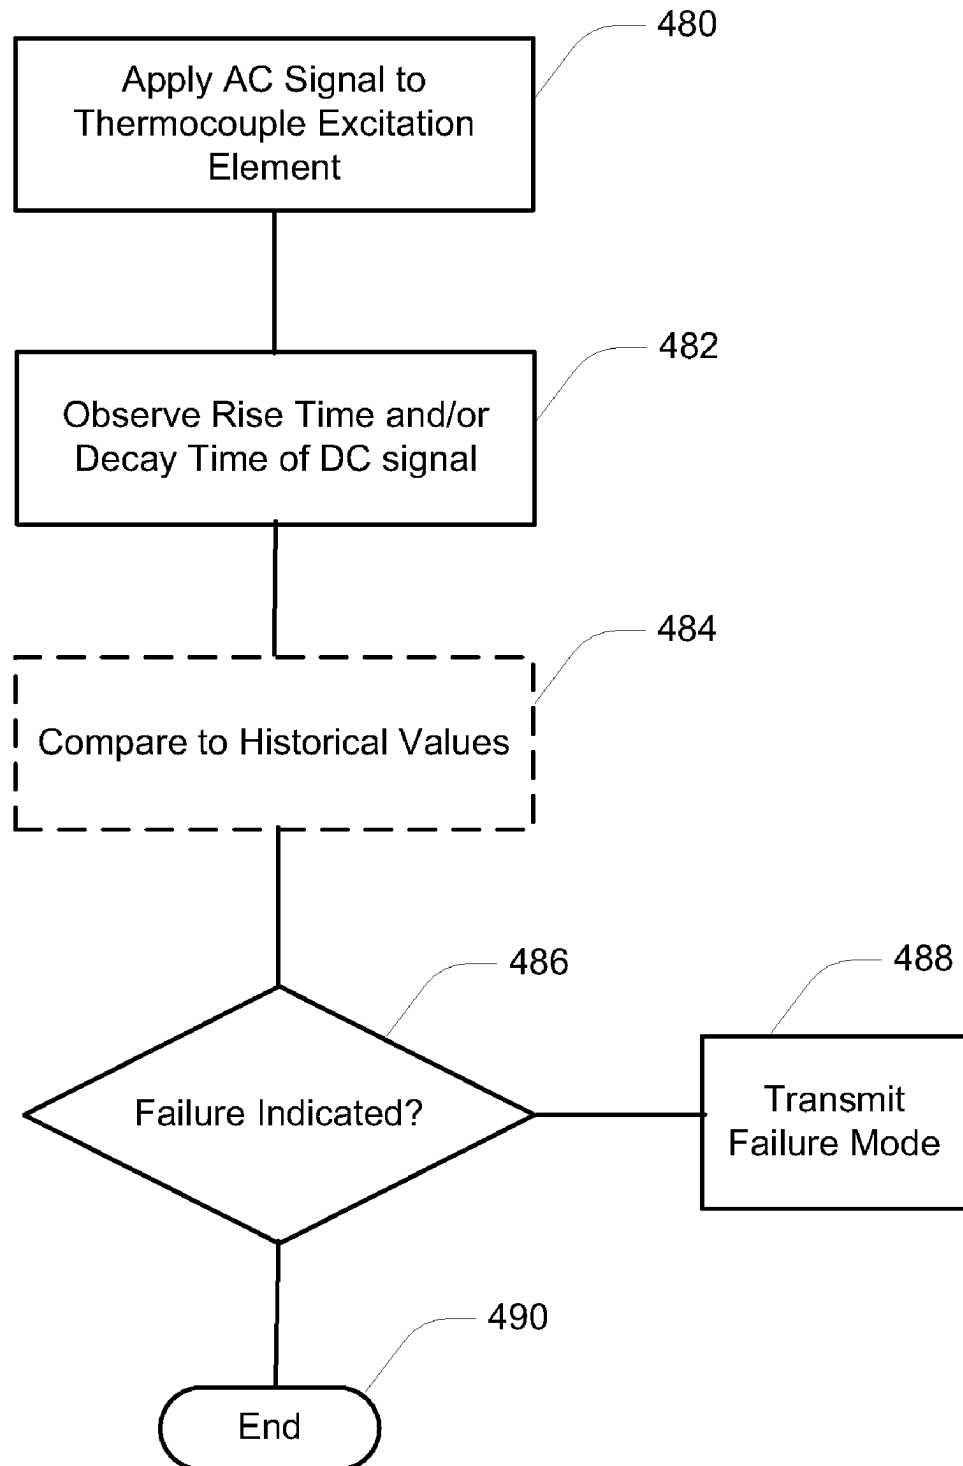 480
Apply AC Signal to
Thermocouple Excitation
Element
482
Observe Rise Time and/or
Decay Time of DC signal
484
Compare to Historical Values
486
Failure Indicated?
488
Transmit
Failure Mode
490
End